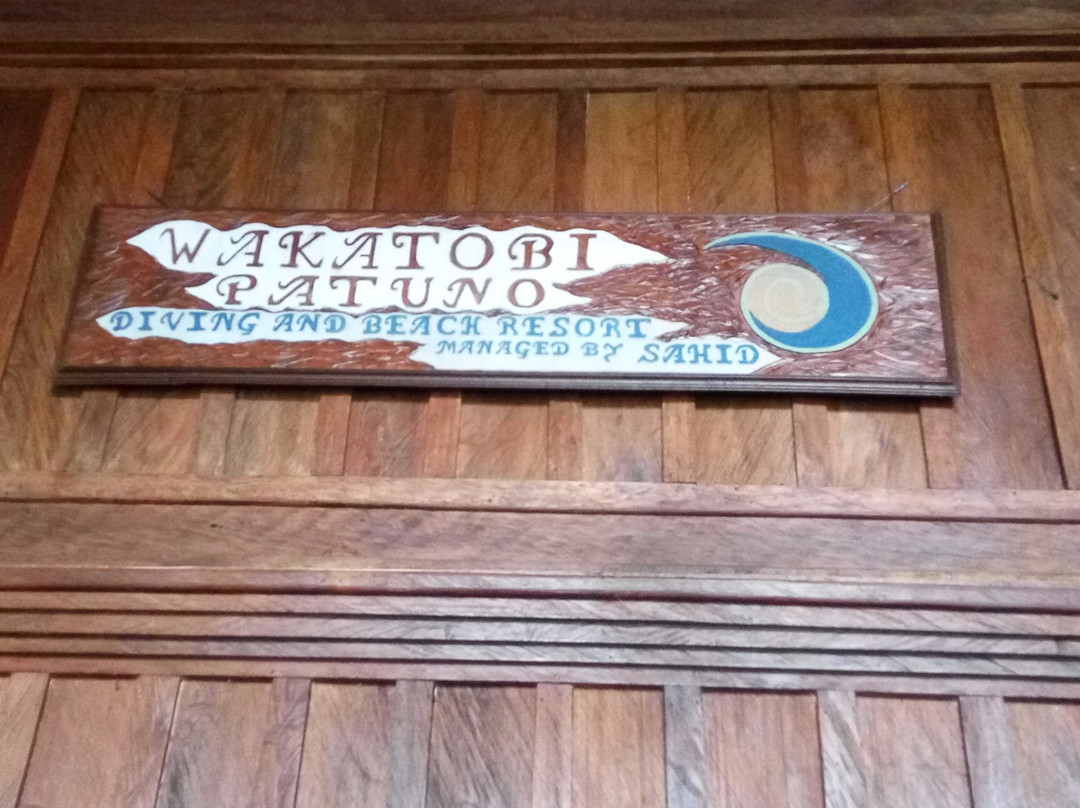 WAKATOBI
PATUNO
DIVING AND BEACH RESORT
MANAGED BY SAHID